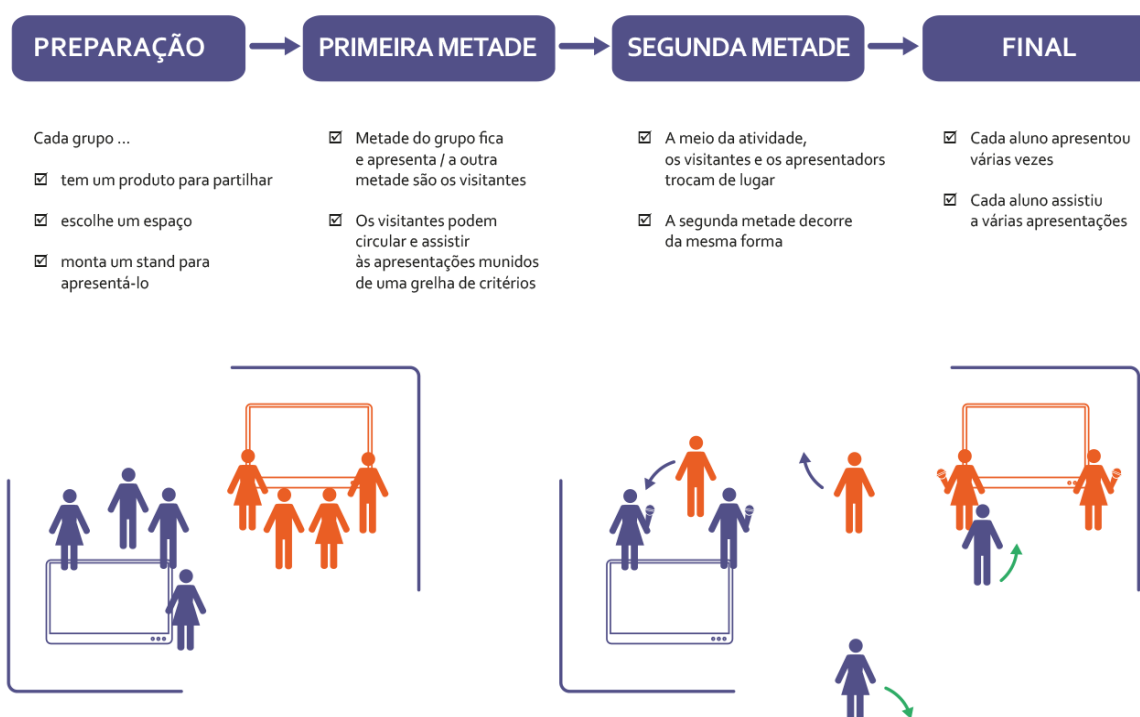 PREPARAÇÃO
PRIMEIRA METADE
SEGUNDA METADE
FINAL
Cada grupo ...
tem um produto para partilhar
escolhe um espaço
monta um stand para
apresentá-lo
Metade do grupo fica
e apresenta / a outra
metade são os visitantes
Os visitantes podem
circular e assistir
às apresentações munidos
de uma grelha de critérios
A meio da atividade,
os visitantes e os apresentadors
trocam de lugar
A segunda metade decorre
da mesma forma
Cada aluno apresentou
várias vezes
Cada aluno assistiu
a várias apresentações